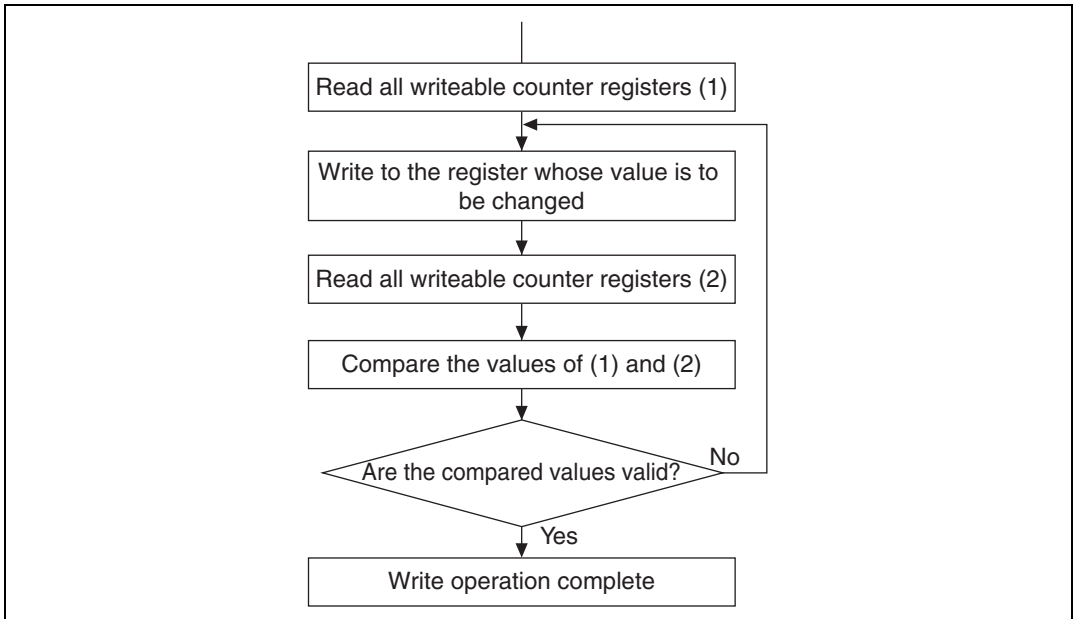 Read all writeable counter registers (1)
Write to the register whose value is to
be changed
Read all writeable counter registers (2)
Compare the values of (1) and (2)
Are the compared values valid?
No
Yes
Write operation complete